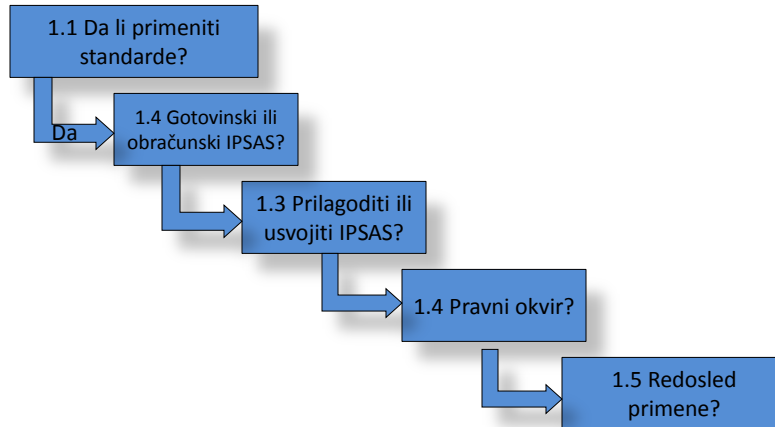 1.1 Da li primeniti
standarde?
Da
1.4 Gotovinski ili
obračunski IPSAS?
1.3 Prilagoditi ili
usvojiti IPSAS?
1.4 Pravni okvir?
1.5 Redosled
primene?